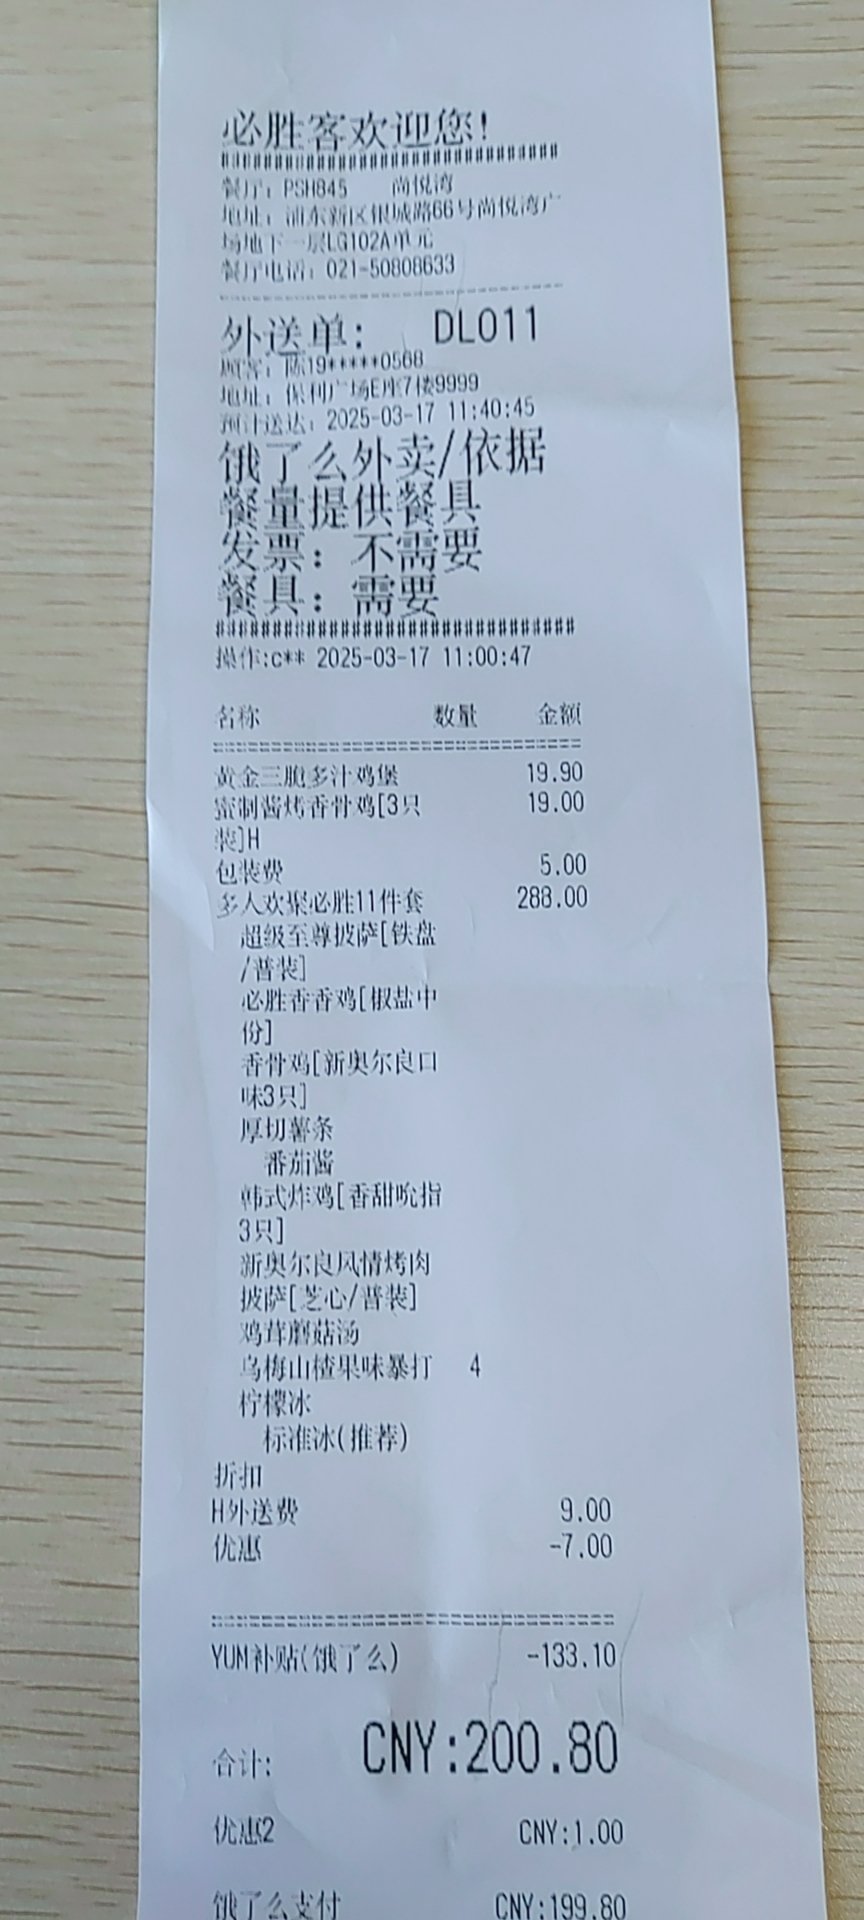 必胜客欢迎您!
################################
餐厅: PSH845 尚悦湾
地址: 浦东新区银城路66号尚悦湾广
场地下一层LG102A单元
餐厅电话: 021-50808633
--------------------------------
外送单: DL011
顾客: 陈19*****0568
地址: 保利广场E座7楼9999
预计送达: 2025-03-17 11:40:45
饿了么外卖/依据
餐量提供餐具
发票: 不需要
餐具: 需要
################################
操作:c** 2025-03-17 11:00:47
名称 数量 金额
================================
黄金三胞多汁鸡堡 19.90
蜜制酱烤香骨鸡[3只 19.00
装]H
包装费 5.00
多人欢聚必胜11件套 288.00
超级至尊披萨[铁盘
/普装]
必胜香香鸡[椒盐中
份]
香骨鸡[新奥尔良口
味3只]
厚切薯条
番茄酱
韩式炸鸡[香甜吮指
3只]
新奥尔良风情烤肉
披萨[芝心/普装]
鸡茸蘑菇汤
乌梅山楂果味暴打 4
柠檬冰
标准冰(推荐)
折扣
H外送费 9.00
优惠 -7.00
================================
YUM补贴(饿了么) -133.10
合计: CNY:200.80
优惠2 CNY:1.00
饿了么支付 CNY:199.80